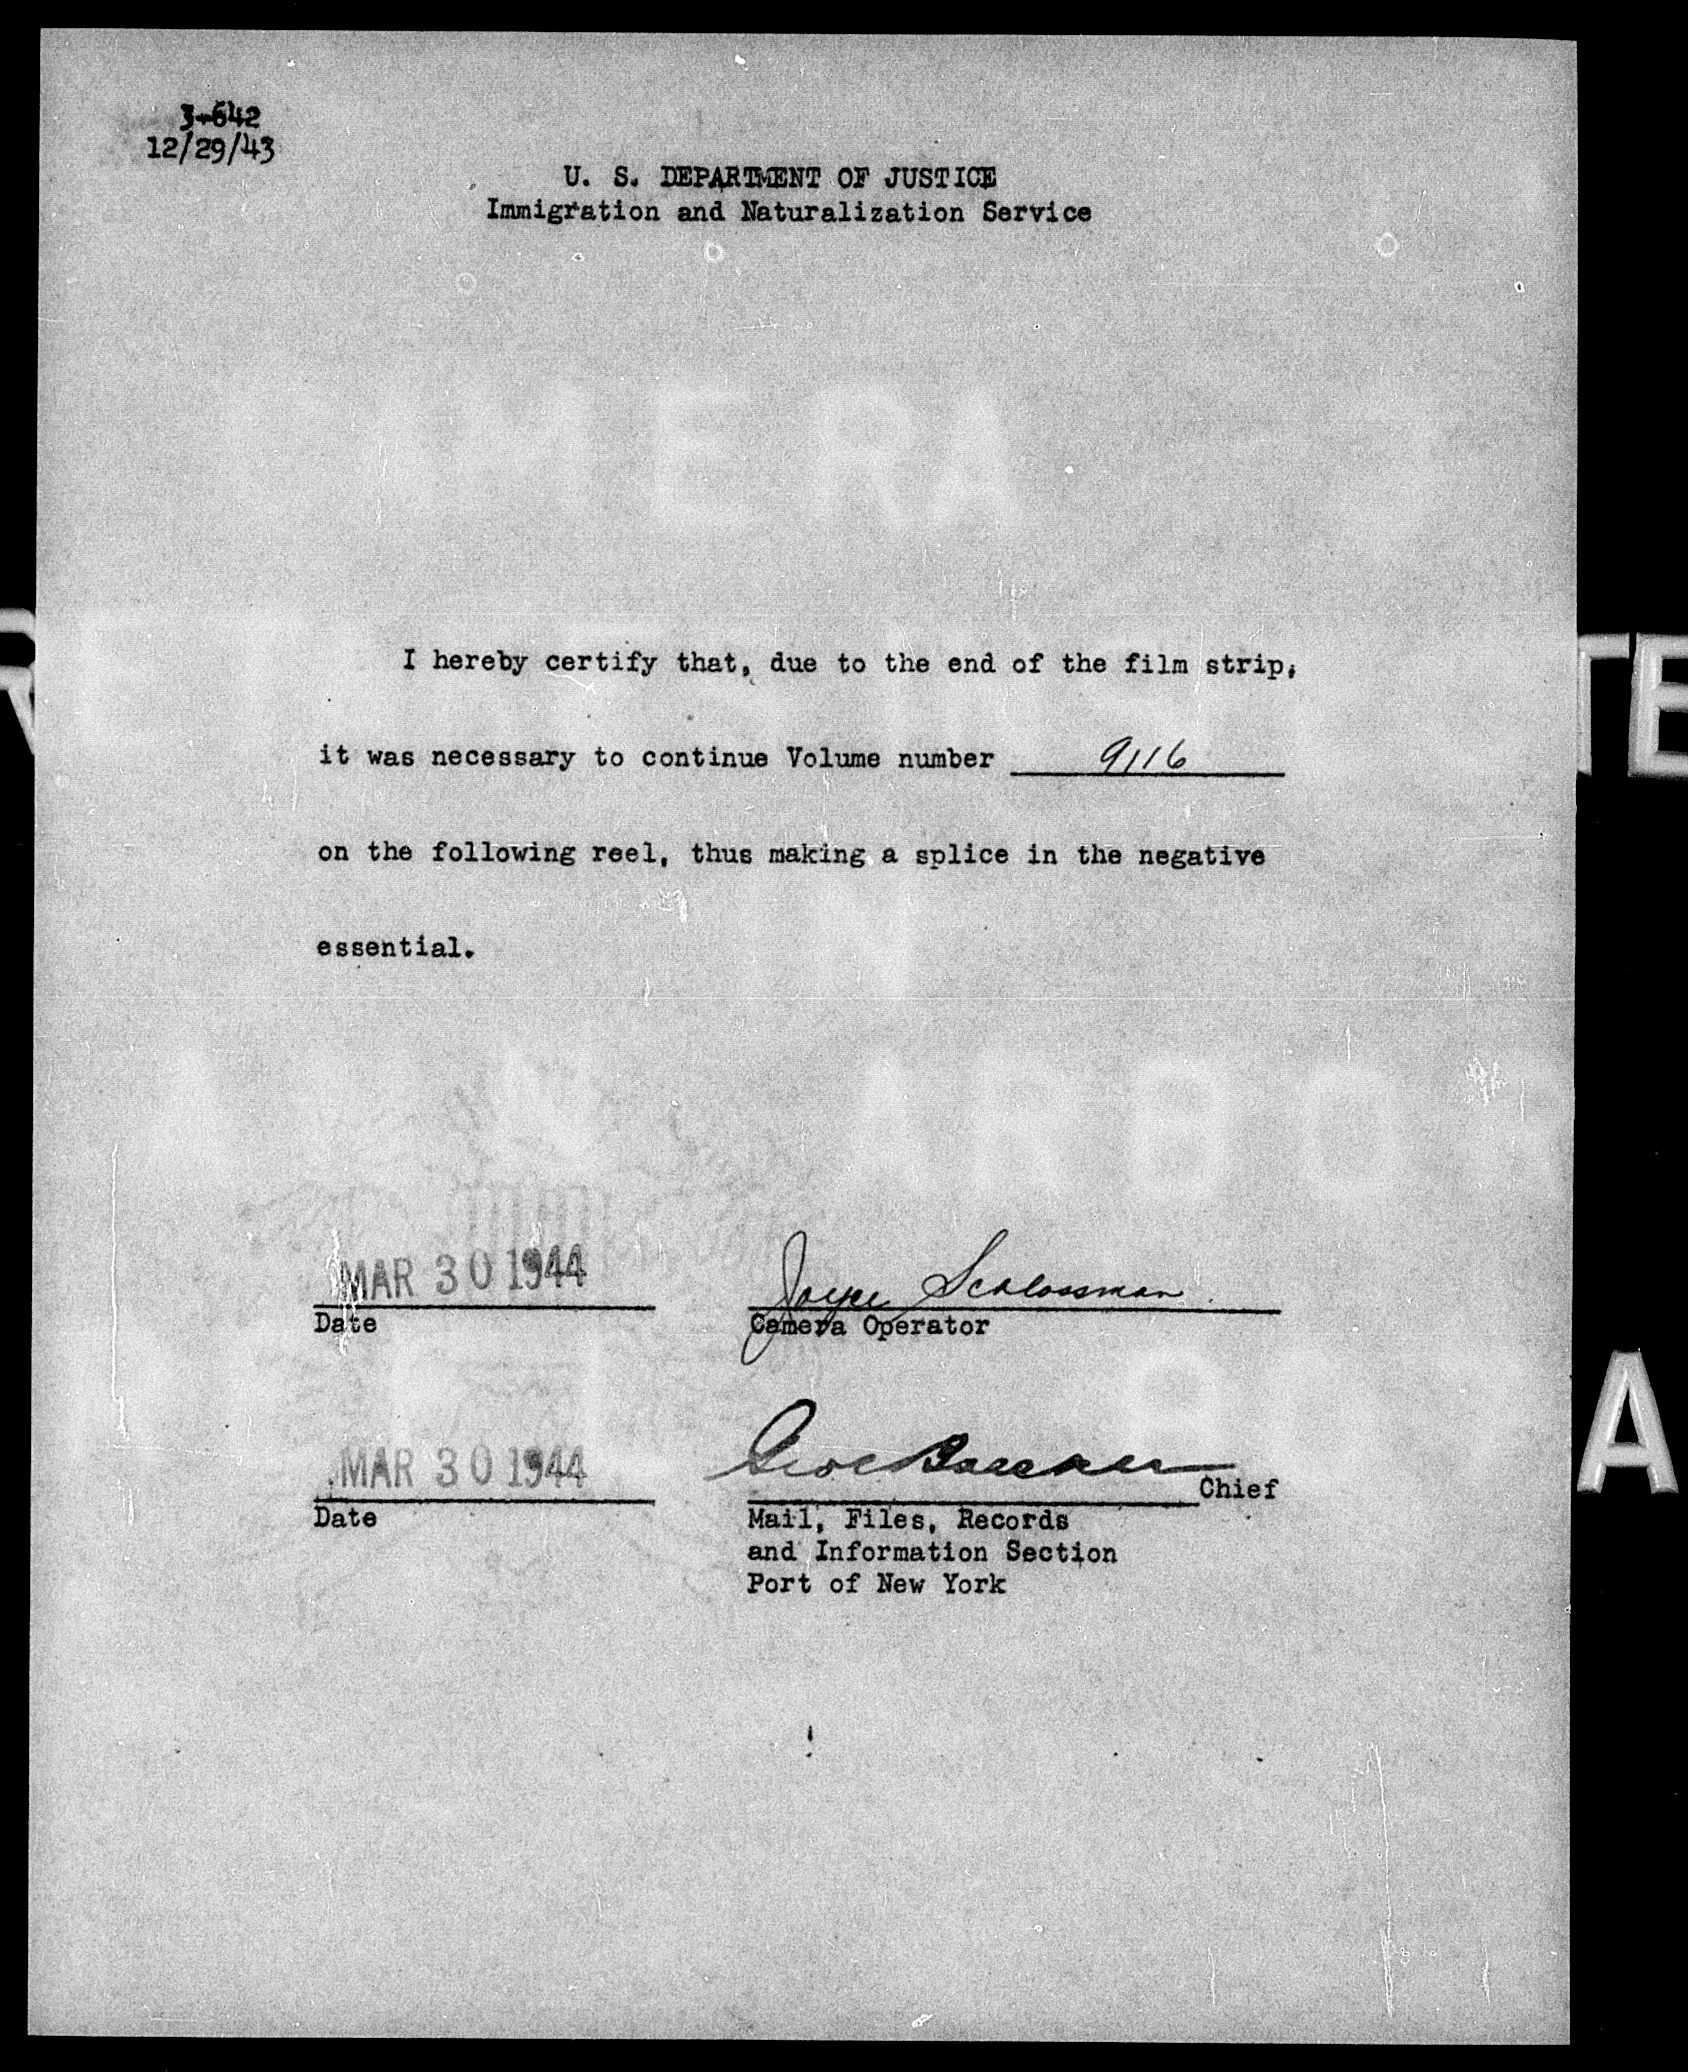 3-642
12/29/43
U. S. DEPARTMENT OF JUSTICE
Immigration and Naturalization Service
I hereby certify that, due to the end of the film strip,
it was necessary to continue Volume number 9116
on the following reel, thus making a splice in the negative
essential.
MAR 30 1944
Joyce Schlossman
Date
Camera Operator
MAR 30 1944
Chief
Date
Mail, Files, Records
and Information Section
Port of New York
TE
A